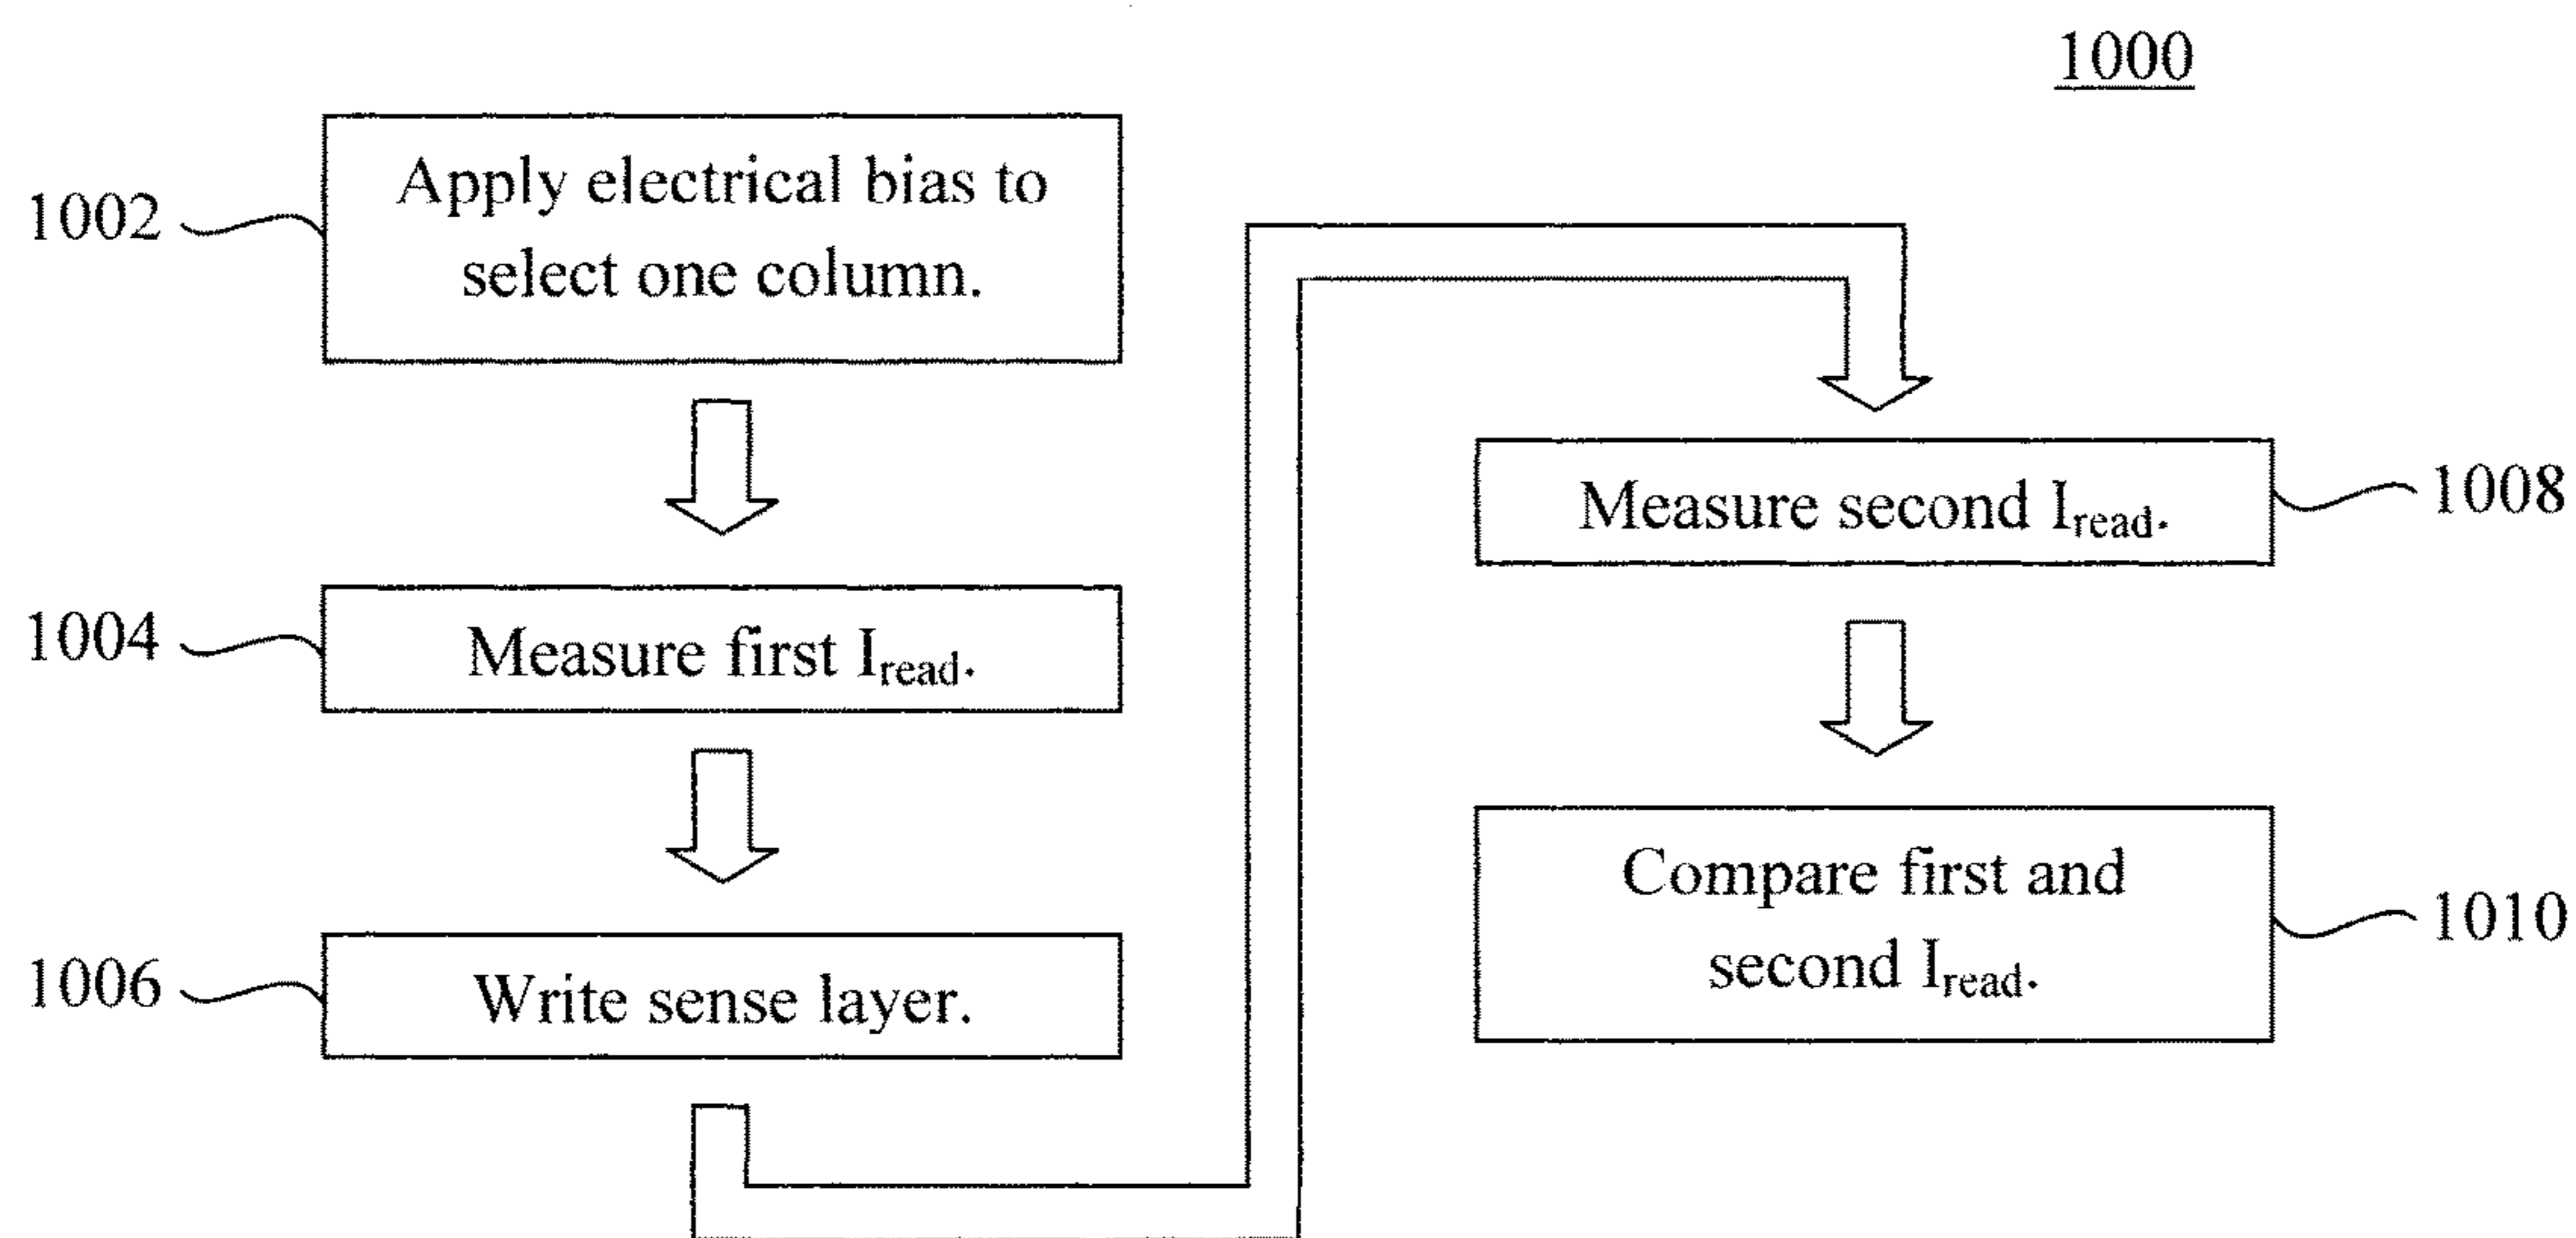 1000
1002
Apply electrical bias to
select one column.
1004
Measure first Iread.
1006
Write sense layer.
Measure second Iread.
1008
Compare first and
second Iread.
1010